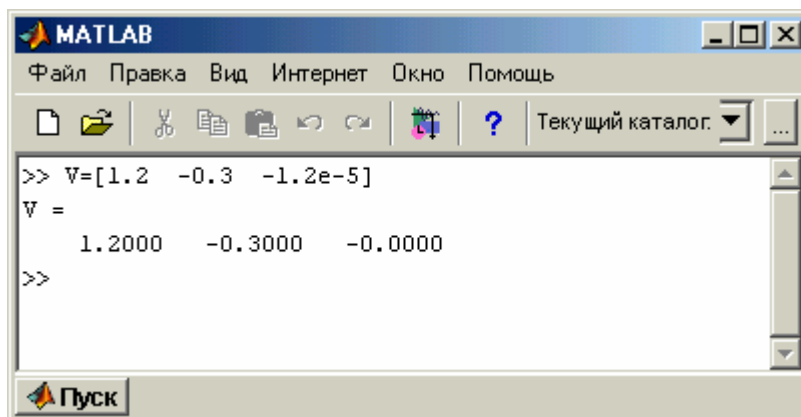 MATLAB
Файл Правка Вид Интернет Окно Помощь
? Текущий каталог: ...
>> V=[1.2 -0.3 -1.2e-5]
V =
1.2000 -0.3000 -0.0000
>>
Пуск